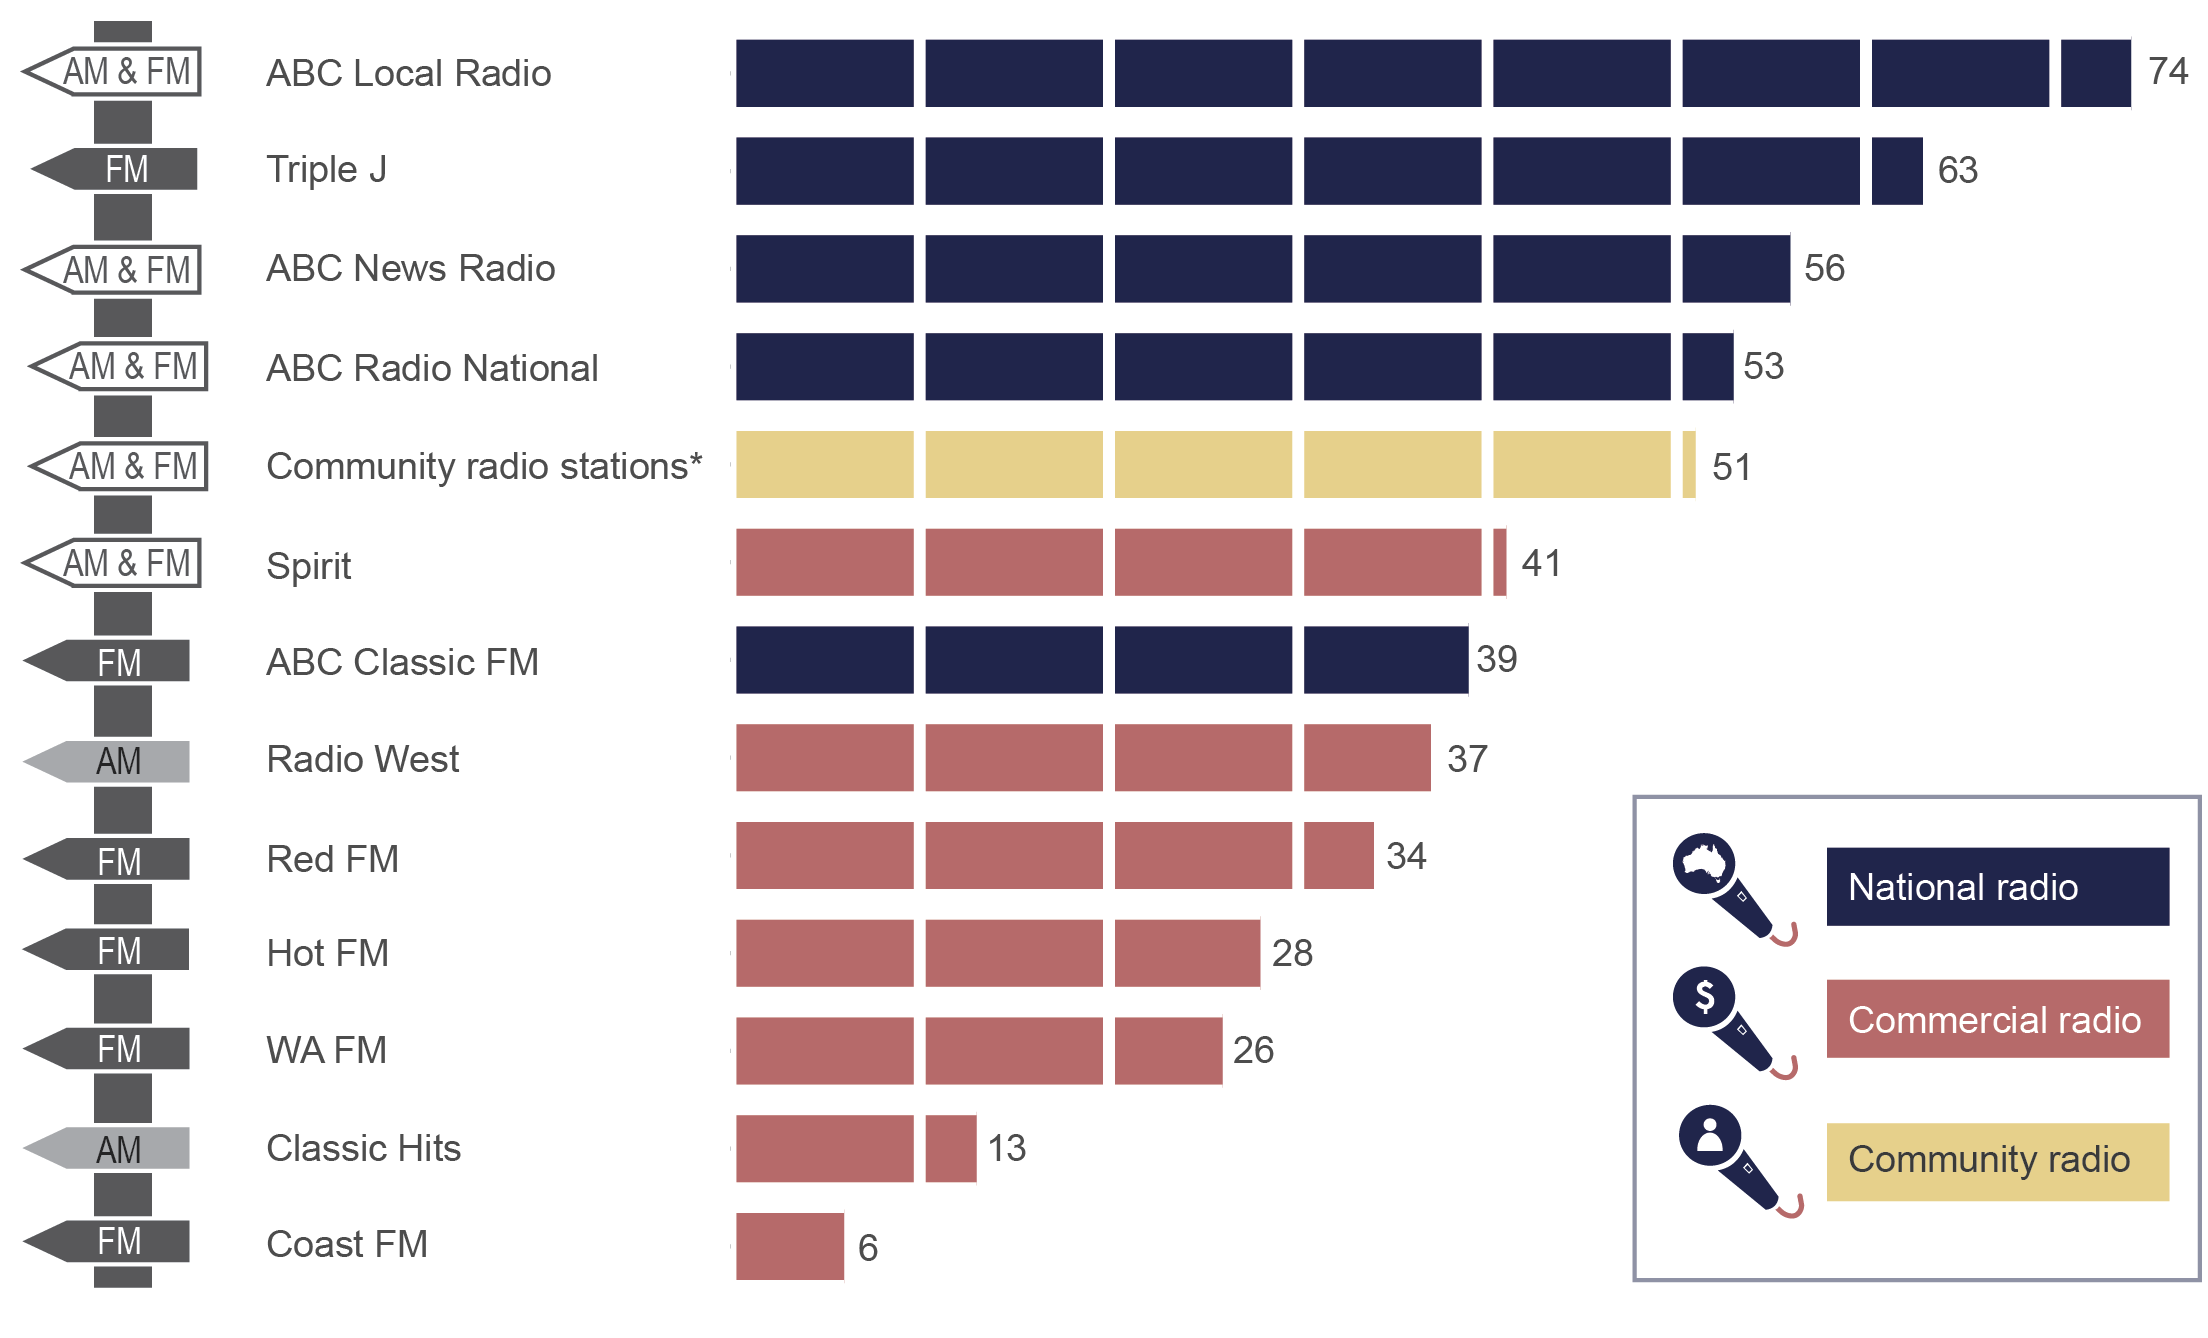 AM & FM ABC Local Radio 74
FM Triple J 63
AM & FM ABC News Radio 56
AM & FM ABC Radio National 53
AM & FM Community radio stations* 51
AM & FM Spirit 41
FM ABC Classic FM 39
AM Radio West 37
FM Red FM 34
FM Hot FM 28
FM WA FM 26
AM Classic Hits 13
FM Coast FM 6
National radio
$ Commercial radio
Community radio